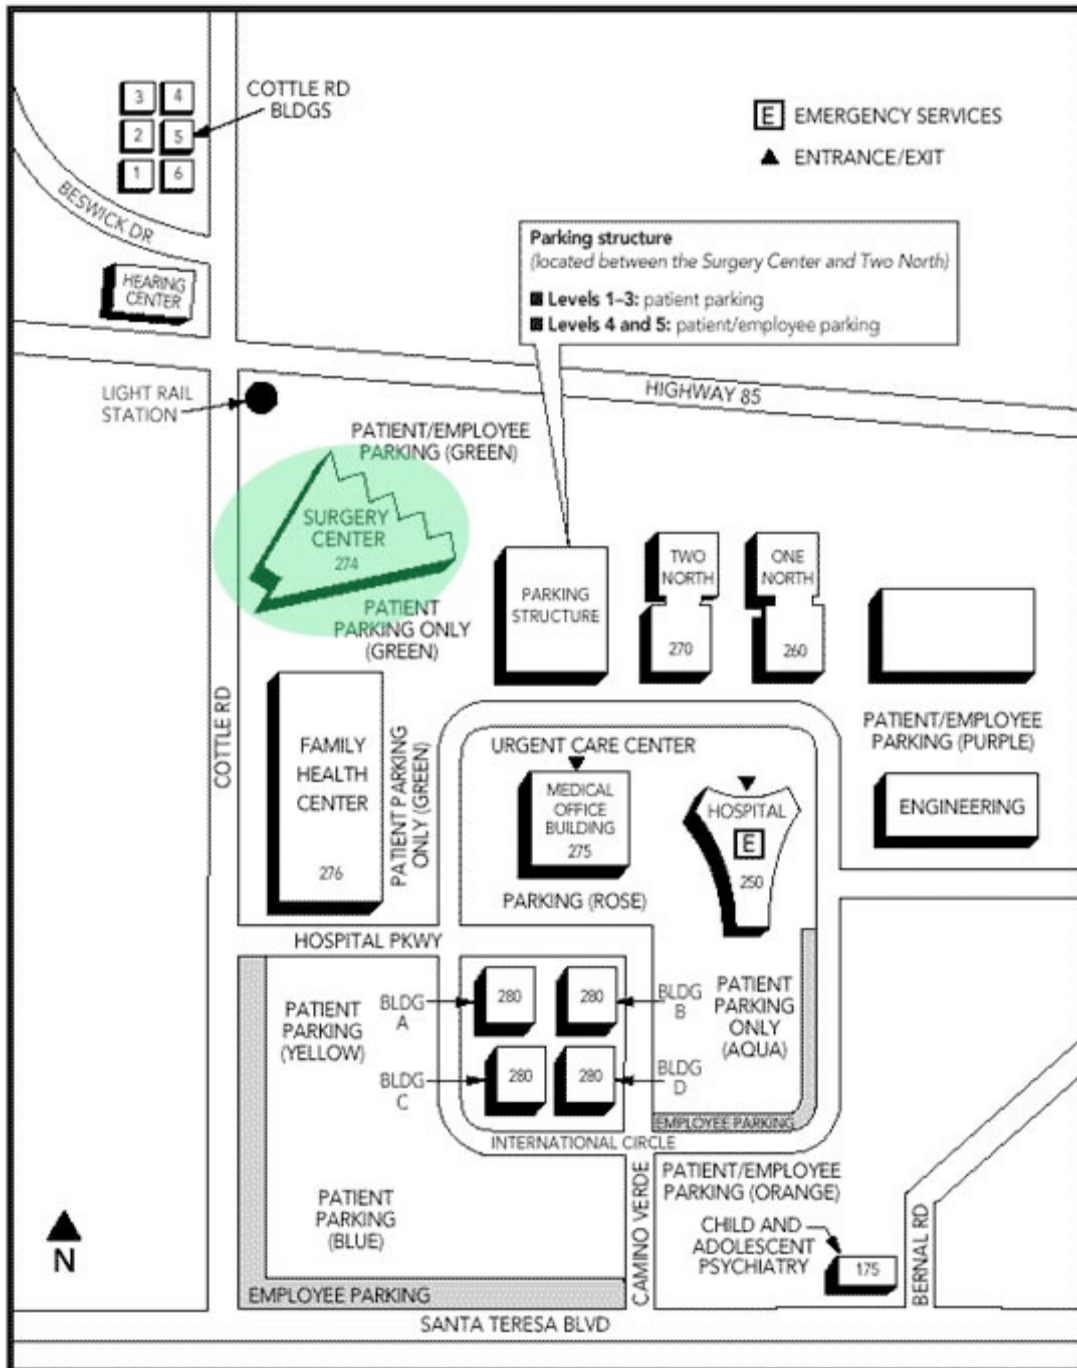 3 4
2 5
1 6
COTTLE RD
BLDGS
E EMERGENCY SERVICES
▲ ENTRANCE/EXIT
BESWICK DR
HEARING
CENTER
Parking structure
(located between the Surgery Center and Two North)
■ Levels 1–3: patient parking
■ Levels 4 and 5: patient/employee parking
LIGHT RAIL
STATION
HIGHWAY 85
PATIENT/EMPLOYEE
PARKING (GREEN)
SURGERY
CENTER
274
PATIENT
PARKING ONLY
(GREEN)
PARKING
STRUCTURE
TWO
NORTH
270
ONE
NORTH
260
COTTLE RD
FAMILY
HEALTH
CENTER
276
PATIENT PARKING
ONLY (GREEN)
URGENT CARE CENTER
MEDICAL
OFFICE
BUILDING
275
PARKING (ROSE)
HOSPITAL
E
250
PATIENT/EMPLOYEE
PARKING (PURPLE)
ENGINEERING
HOSPITAL PKWY
PATIENT
PARKING
(YELLOW)
BLDG
A
280
280
BLDG
B
BLDG
C
280
280
BLDG
D
PATIENT
PARKING
ONLY
(AQUA)
EMPLOYEE PARKING
INTERNATIONAL CIRCLE
PATIENT
PARKING
(BLUE)
CAMINO VERDE
PATIENT/EMPLOYEE
PARKING (ORANGE)
CHILD AND
ADOLESCENT
PSYCHIATRY
175
BERNAL RD
N
EMPLOYEE PARKING
SANTA TERESA BLVD